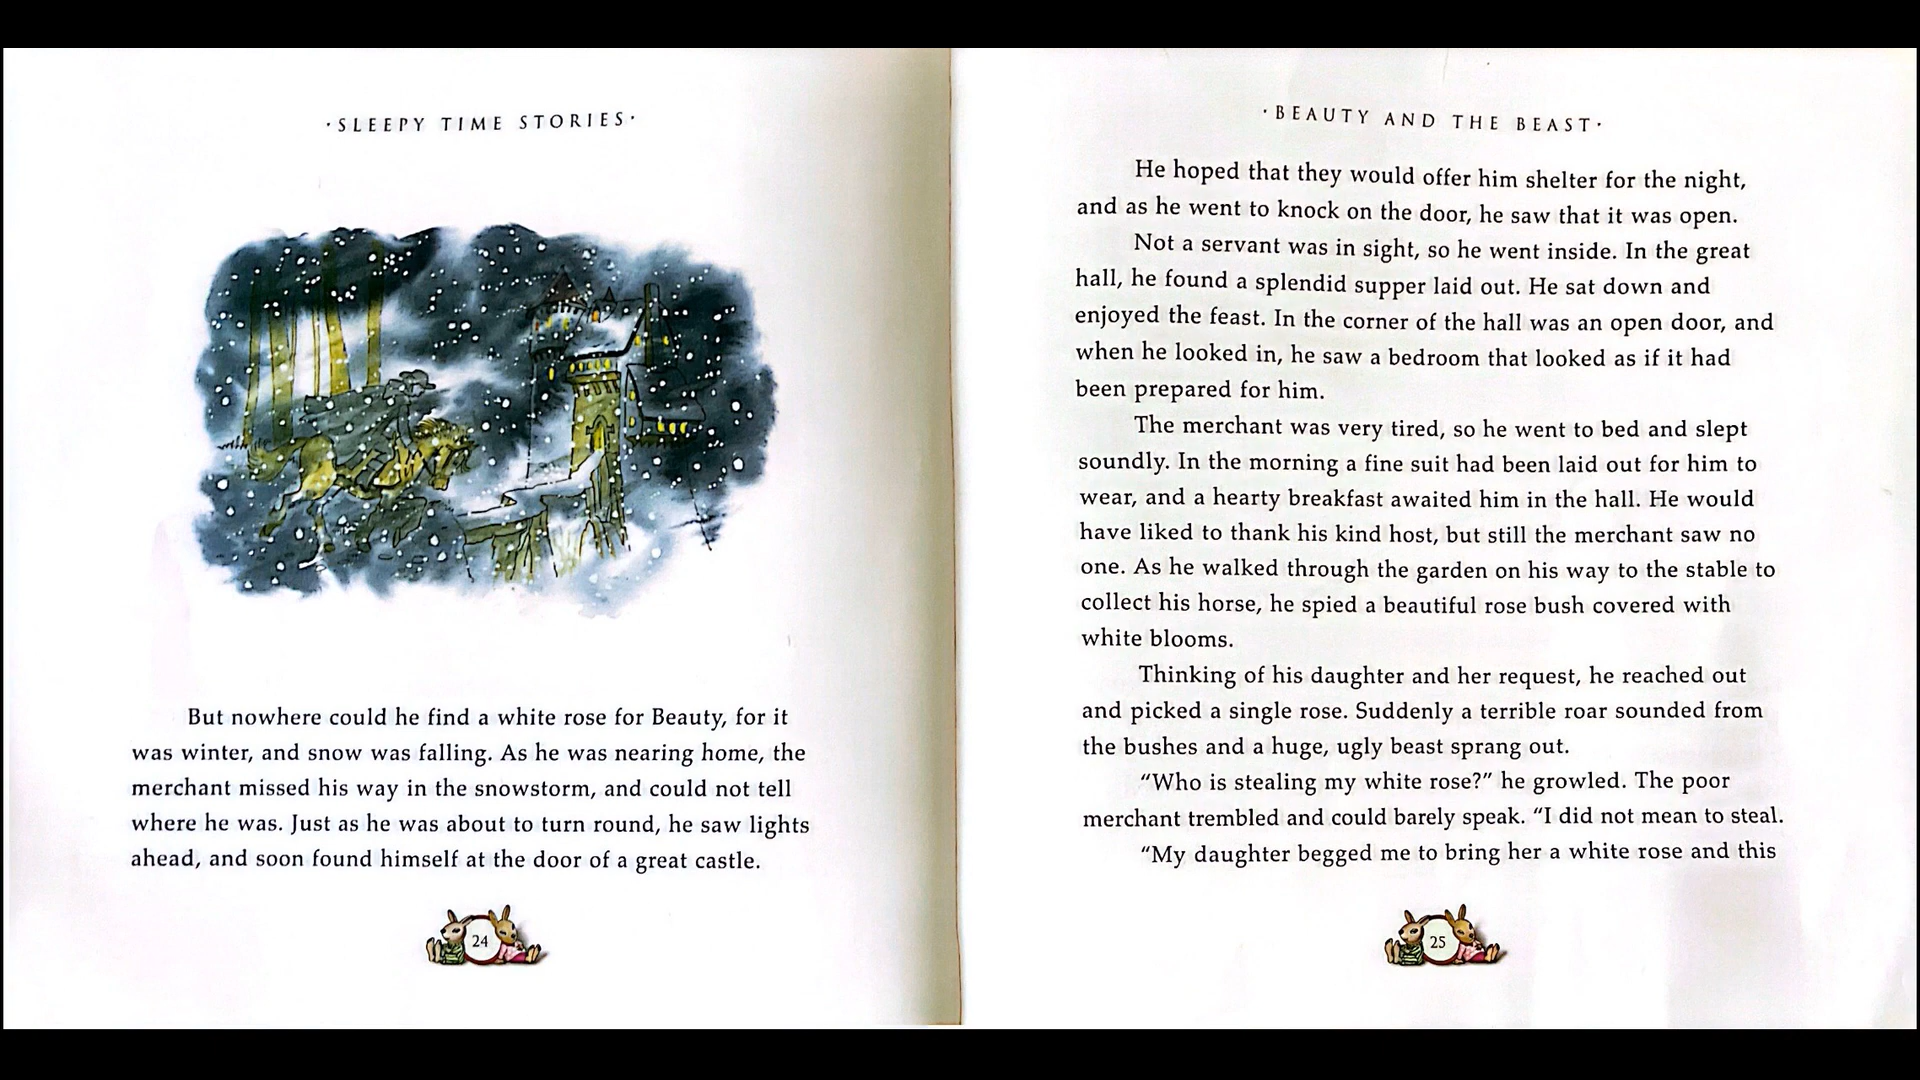 ·SLEEPY TIME STORIES·
But nowhere could he find a white rose for Beauty, for it
was winter, and snow was falling. As he was nearing home, the
merchant missed his way in the snowstorm, and could not tell
where he was. Just as he was about to turn round, he saw lights
ahead, and soon found himself at the door of a great castle.
24
·BEAUTY AND THE BEAST·
He hoped that they would offer him shelter for the night,
and as he went to knock on the door, he saw that it was open.
Not a servant was in sight, so he went inside. In the great
hall, he found a splendid supper laid out. He sat down and
enjoyed the feast. In the corner of the hall was an open door, and
when he looked in, he saw a bedroom that looked as if it had
been prepared for him.
The merchant was very tired, so he went to bed and slept
soundly. In the morning a fine suit had been laid out for him to
wear, and a hearty breakfast awaited him in the hall. He would
have liked to thank his kind host, but still the merchant saw no
one. As he walked through the garden on his way to the stable to
collect his horse, he spied a beautiful rose bush covered with
white blooms.
Thinking of his daughter and her request, he reached out
and picked a single rose. Suddenly a terrible roar sounded from
the bushes and a huge, ugly beast sprang out.
“Who is stealing my white rose?” he growled. The poor
merchant trembled and could barely speak. “I did not mean to steal.
“My daughter begged me to bring her a white rose and this
25